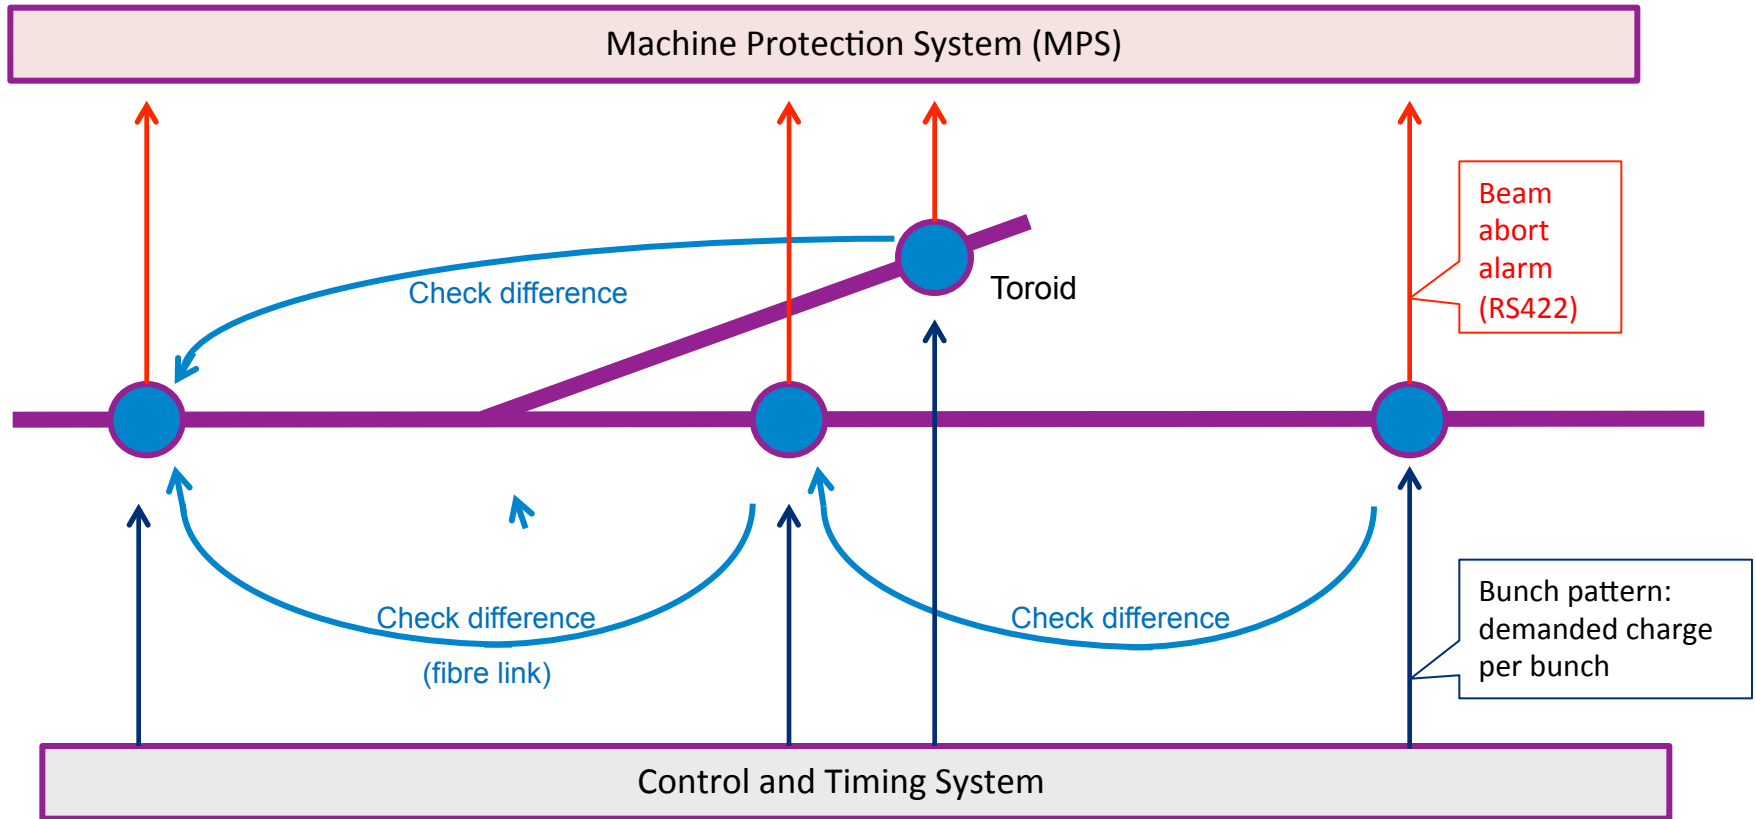 Machine Protection System (MPS)
Beam
abort
alarm
(RS422)
Check difference
Toroid
Check difference
(fibre link)
Check difference
Bunch pattern:
demanded charge
per bunch
Control and Timing System